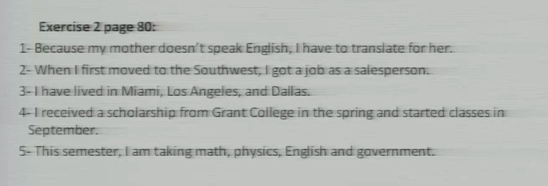 Exercise 2 page 80:
1- Because my mother doesn't speak English, I have to translate for her.
2- When I first moved to the Southwest, I got a job as a salesperson.
3- I have lived in Miami, Los Angeles, and Dallas.
4- I received a scholarship from Grant College in the spring and started classes in
September.
5- This semester, I am taking math, physics, English and government.